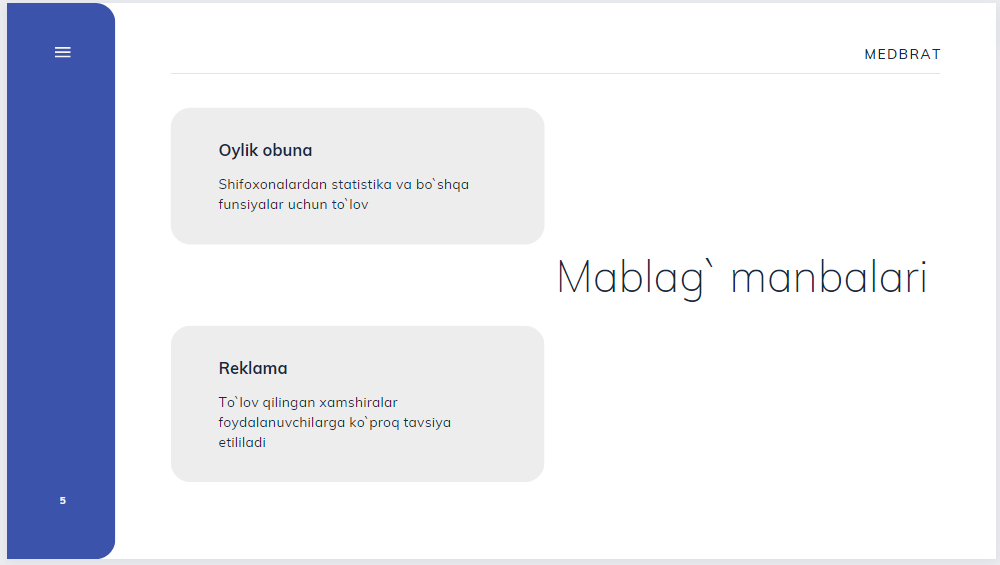 MEDBRAT
Oylik obuna
Shifoxonalardan statistika va bo`shqa
funsiyalar uchun to`lov
Mablag` manbalari
Reklama
To`lov qilingan xamshiralar
foydalanuvchilarga ko`proq tavsiya
etililadi
5